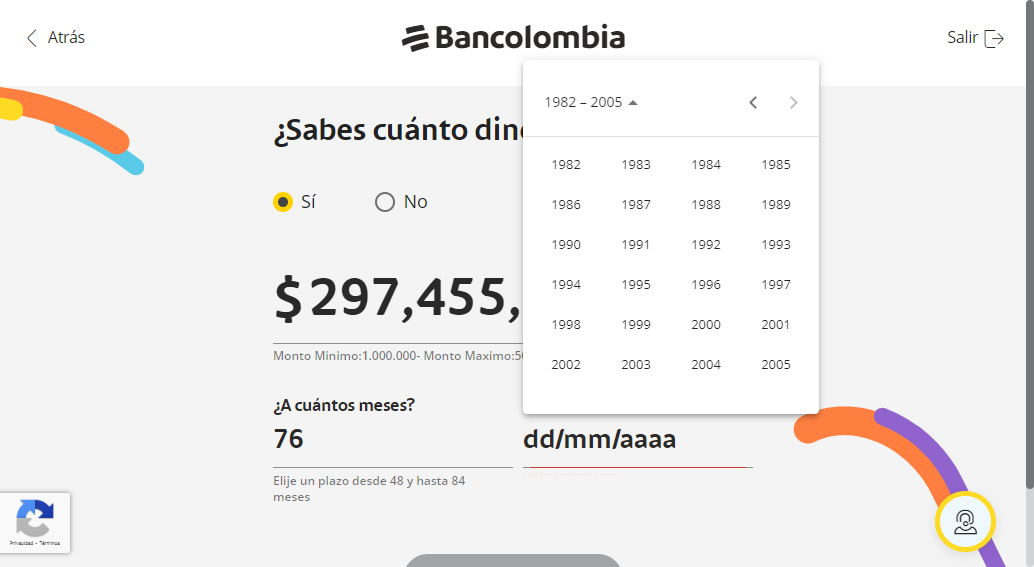 Atrás
Bancolombia
Salir
¿Sabes cuánto
Sí
No
$ 297,455,
Monto Minimo:1.000.000- Monto Maximo:
1982 – 2005
1982 1983 1984 1985
1986 1987 1988 1989
1990 1991 1992 1993
1994 1995 1996 1997
1998 1999 2000 2001
2002 2003 2004 2005
¿A cuántos meses?
76
dd/mm/aaaa
Elije un plazo desde 48 y hasta 84
meses
Privacidad - Términos